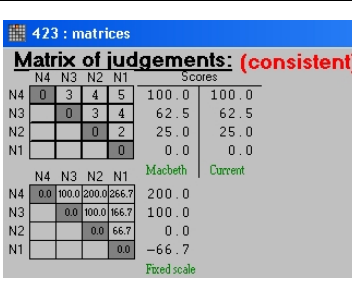 423 : matrices
Matrix of judgements: (consistent)
N4 N3 N2 N1 Scores
N4 0 3 4 5 100.0 100.0
N3 0 3 4 62.5 62.5
N2 0 2 25.0 25.0
N1 0 0.0 0.0
Macbeth Current
N4 N3 N2 N1
N4 0.0 100.0 200.0 266.7 200.0
N3 0.0 100.0 166.7 100.0
N2 0.0 66.7 0.0
N1 0.0 -66.7
Fixed scale